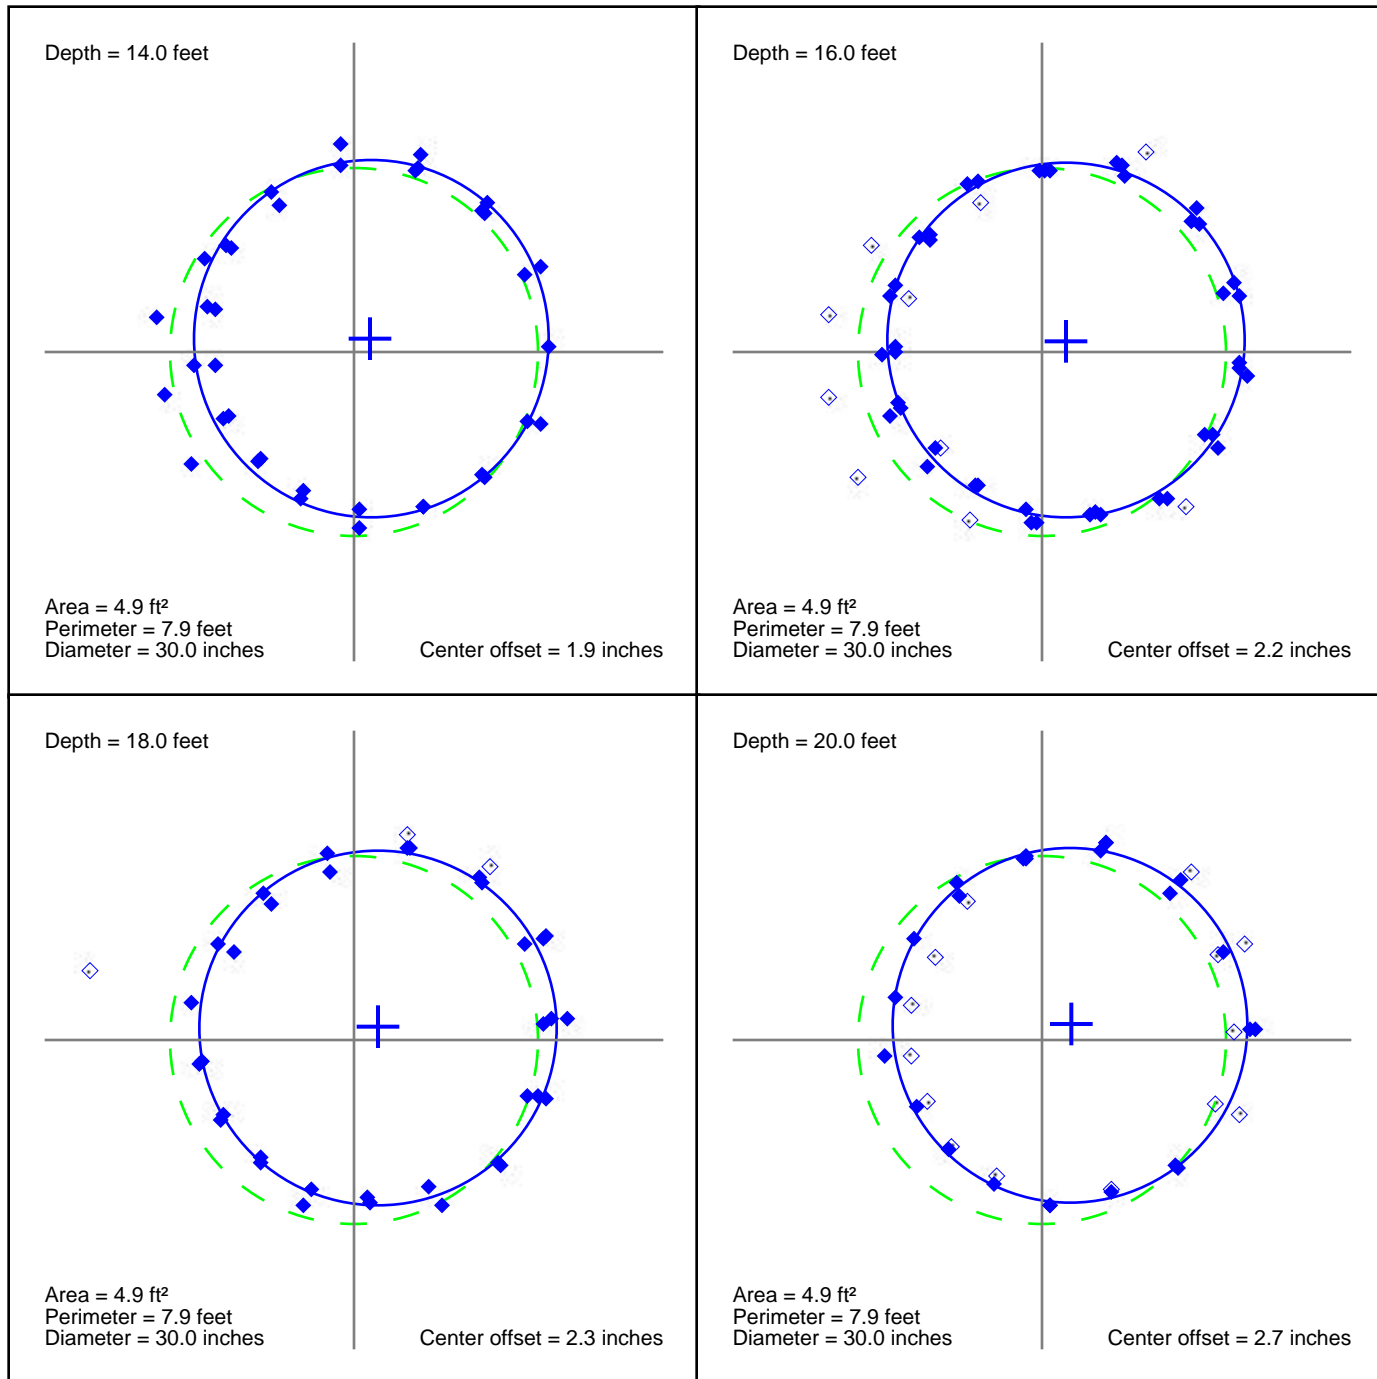 Depth = 14.0 feet
Area = 4.9 ft²
Perimeter = 7.9 feet
Diameter = 30.0 inches
Center offset = 1.9 inches
Depth = 16.0 feet
Area = 4.9 ft²
Perimeter = 7.9 feet
Diameter = 30.0 inches
Center offset = 2.2 inches
Depth = 18.0 feet
Area = 4.9 ft²
Perimeter = 7.9 feet
Diameter = 30.0 inches
Center offset = 2.3 inches
Depth = 20.0 feet
Area = 4.9 ft²
Perimeter = 7.9 feet
Diameter = 30.0 inches
Center offset = 2.7 inches